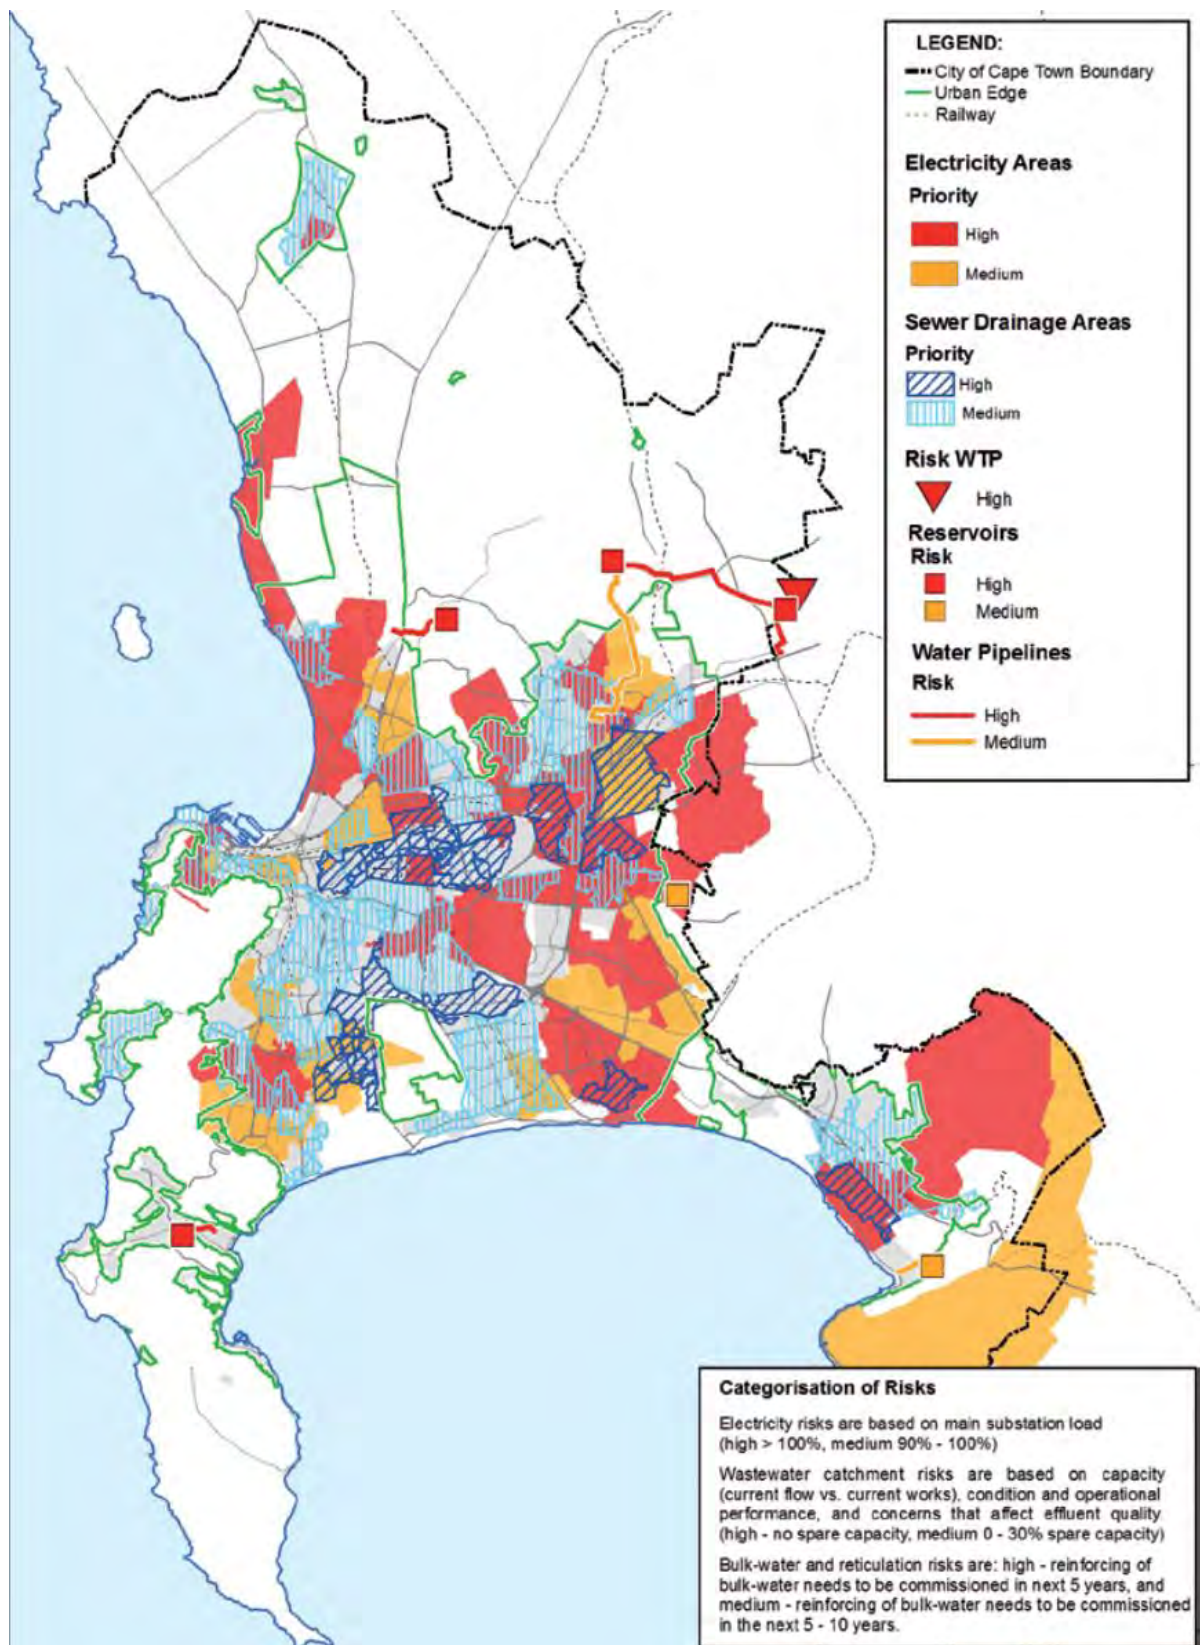 LEGEND:
City of Cape Town Boundary
Urban Edge
Railway
Electricity Areas
Priority
High
Medium
Sewer Drainage Areas
Priority
High
Medium
Risk WTP
High
Reservoirs
Risk
High
Medium
Water Pipelines
Risk
High
Medium
Categorisation of Risks
Electricity risks are based on main substation load
(high > 100%, medium 90% - 100%)
Wastewater catchment risks are based on capacity
(current flow vs. current works), condition and operational
performance, and concerns that affect effluent quality
(high - no spare capacity, medium 0 - 30% spare capacity)
Bulk-water and reticulation risks are: high - reinforcing of
bulk-water needs to be commissioned in next 5 years, and
medium - reinforcing of bulk-water needs to be commissioned
in the next 5 - 10 years.